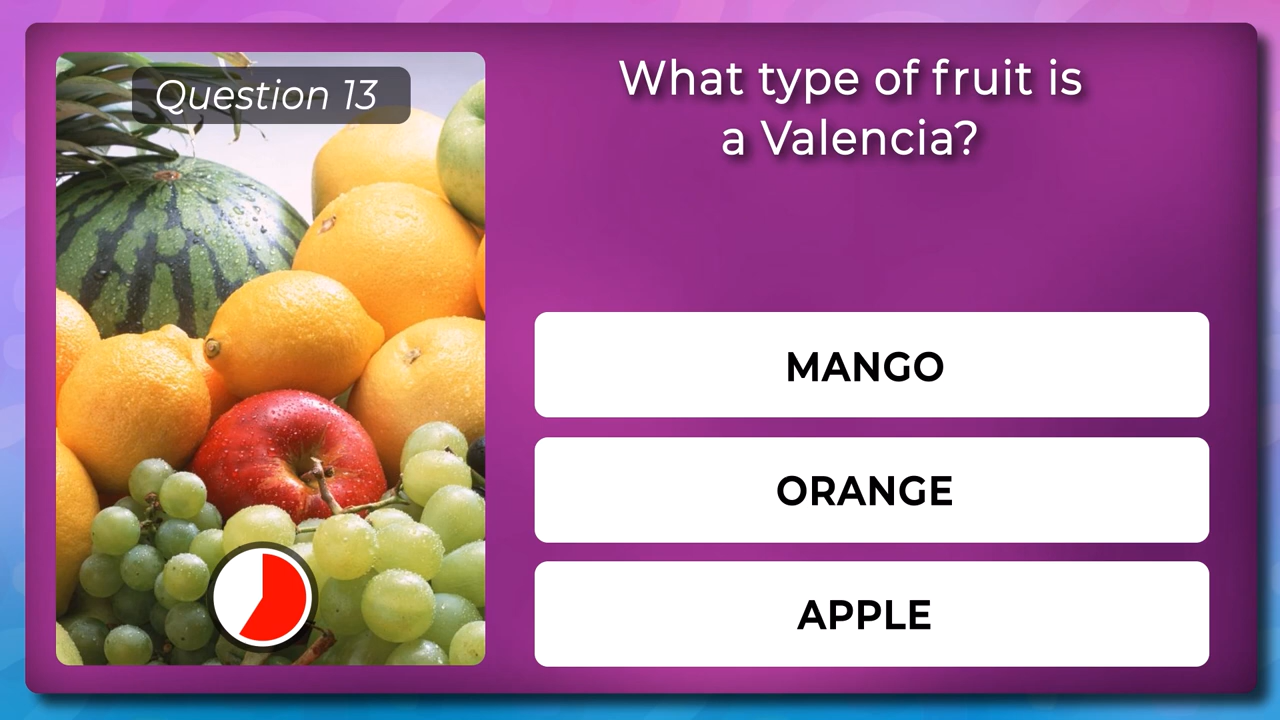 Question 13
What type of fruit is
a Valencia?
MANGO
ORANGE
APPLE